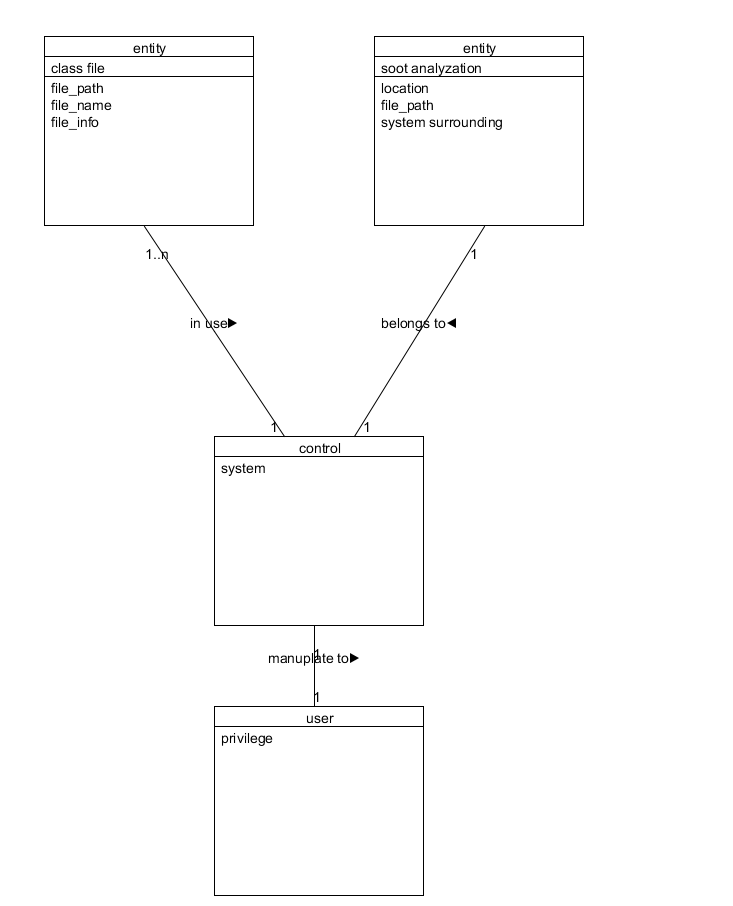 entity
class file
file_path
file_name
file_info
entity
soot analyzation
location
file_path
system surrounding
1..n
1
in use▶
belongs to◀
1
1
control
system
1
manuplate to▶
1
user
privilege